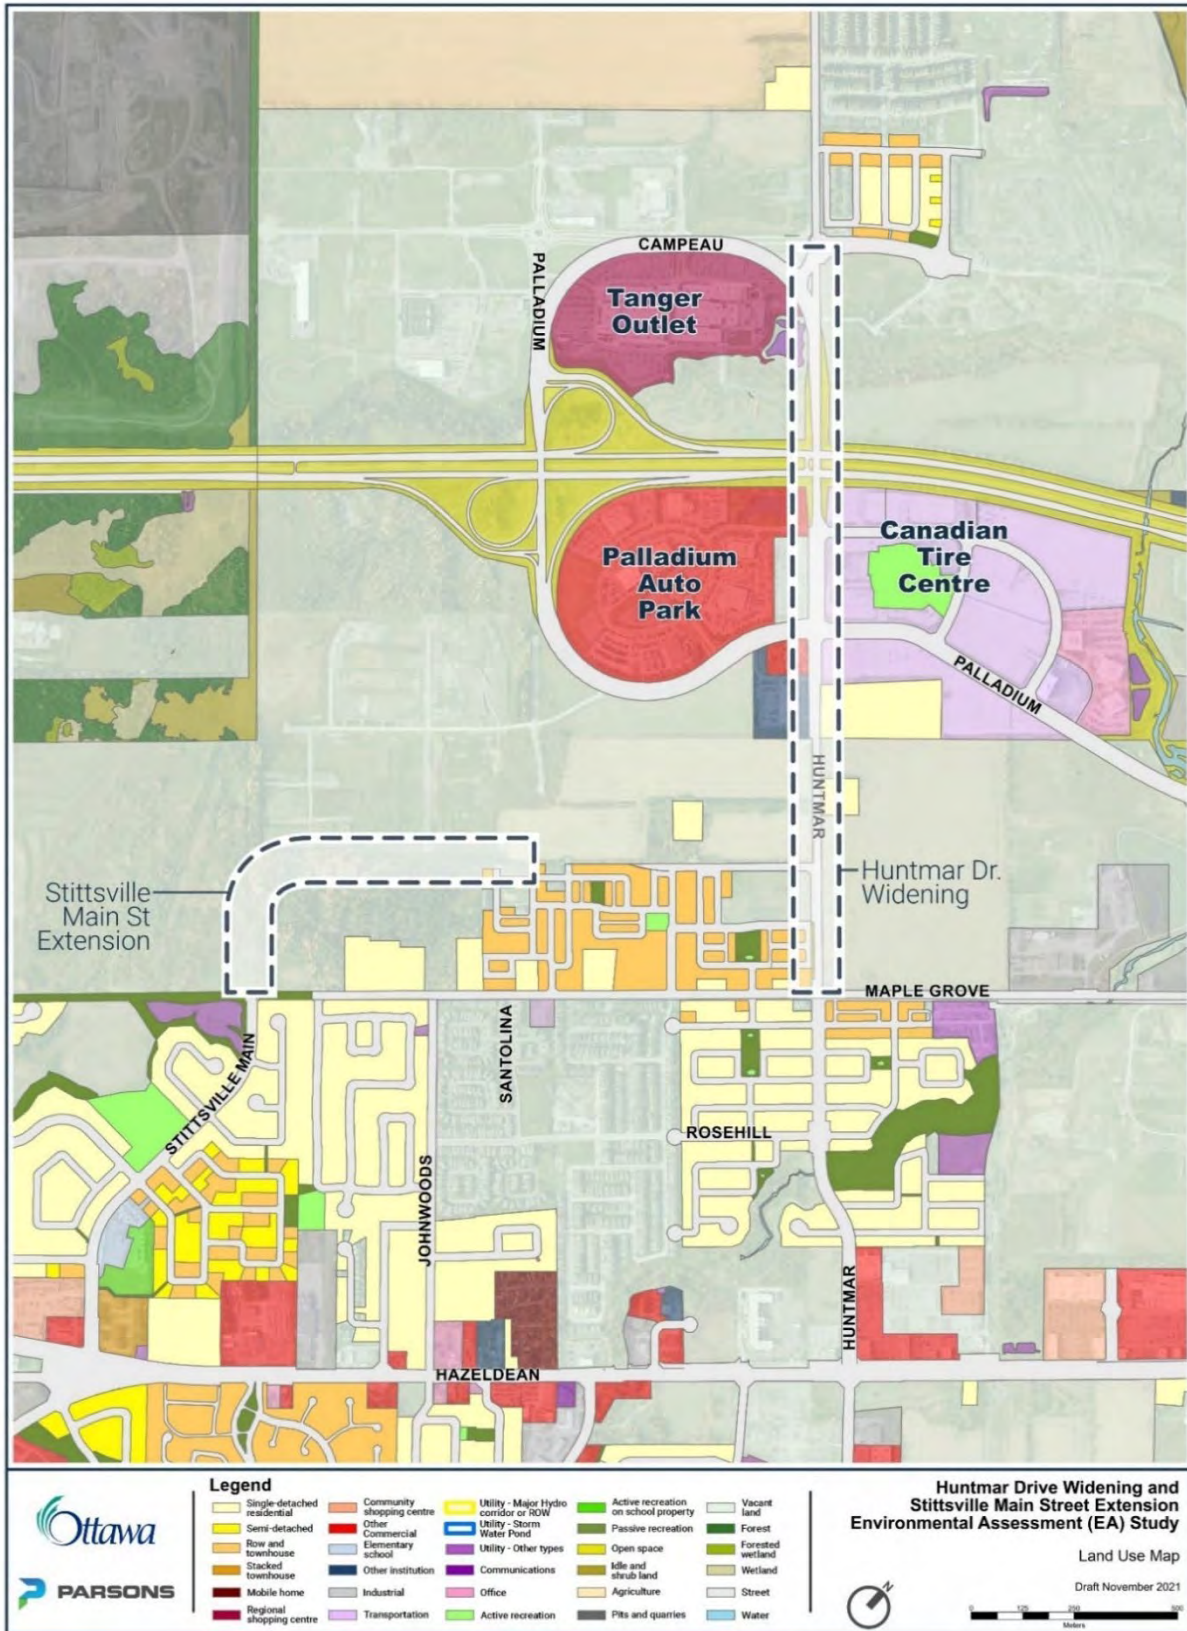 CAMPEAU
PALLADIUM
Tanger
Outlet
Palladium
Auto
Park
Canadian
Tire
Centre
PALLADIUM
HUNTMAR
Stittsville
Main St
Extension
Huntmar Dr.
Widening
MAPLE GROVE
SANTOLINA
STITTSVILLE MAIN
ROSEHILL
JOHNWOODS
HUNTMAR
HAZELDEAN
Ottawa
PARSONS
Legend
Single-detached
residential
Semi-detached
Row and
townhouse
Stacked
townhouse
Mobile home
Regional
shopping centre
Community
shopping centre
Other
Commercial
Elementary
school
Other institution
Industrial
Transportation
Utility - Major Hydro
corridor or ROW
Utility - Storm
Water Pond
Utility - Other types
Communications
Office
Active recreation
Active recreation
on school property
Passive recreation
Open space
Idle and
shrub land
Agriculture
Pits and quarries
Vacant
land
Forest
Forested
wetland
Wetland
Street
Water
Huntmar Drive Widening and
Stittsville Main Street Extension
Environmental Assessment (EA) Study
Land Use Map
Draft November 2021
N
0 125 250 500
Meters